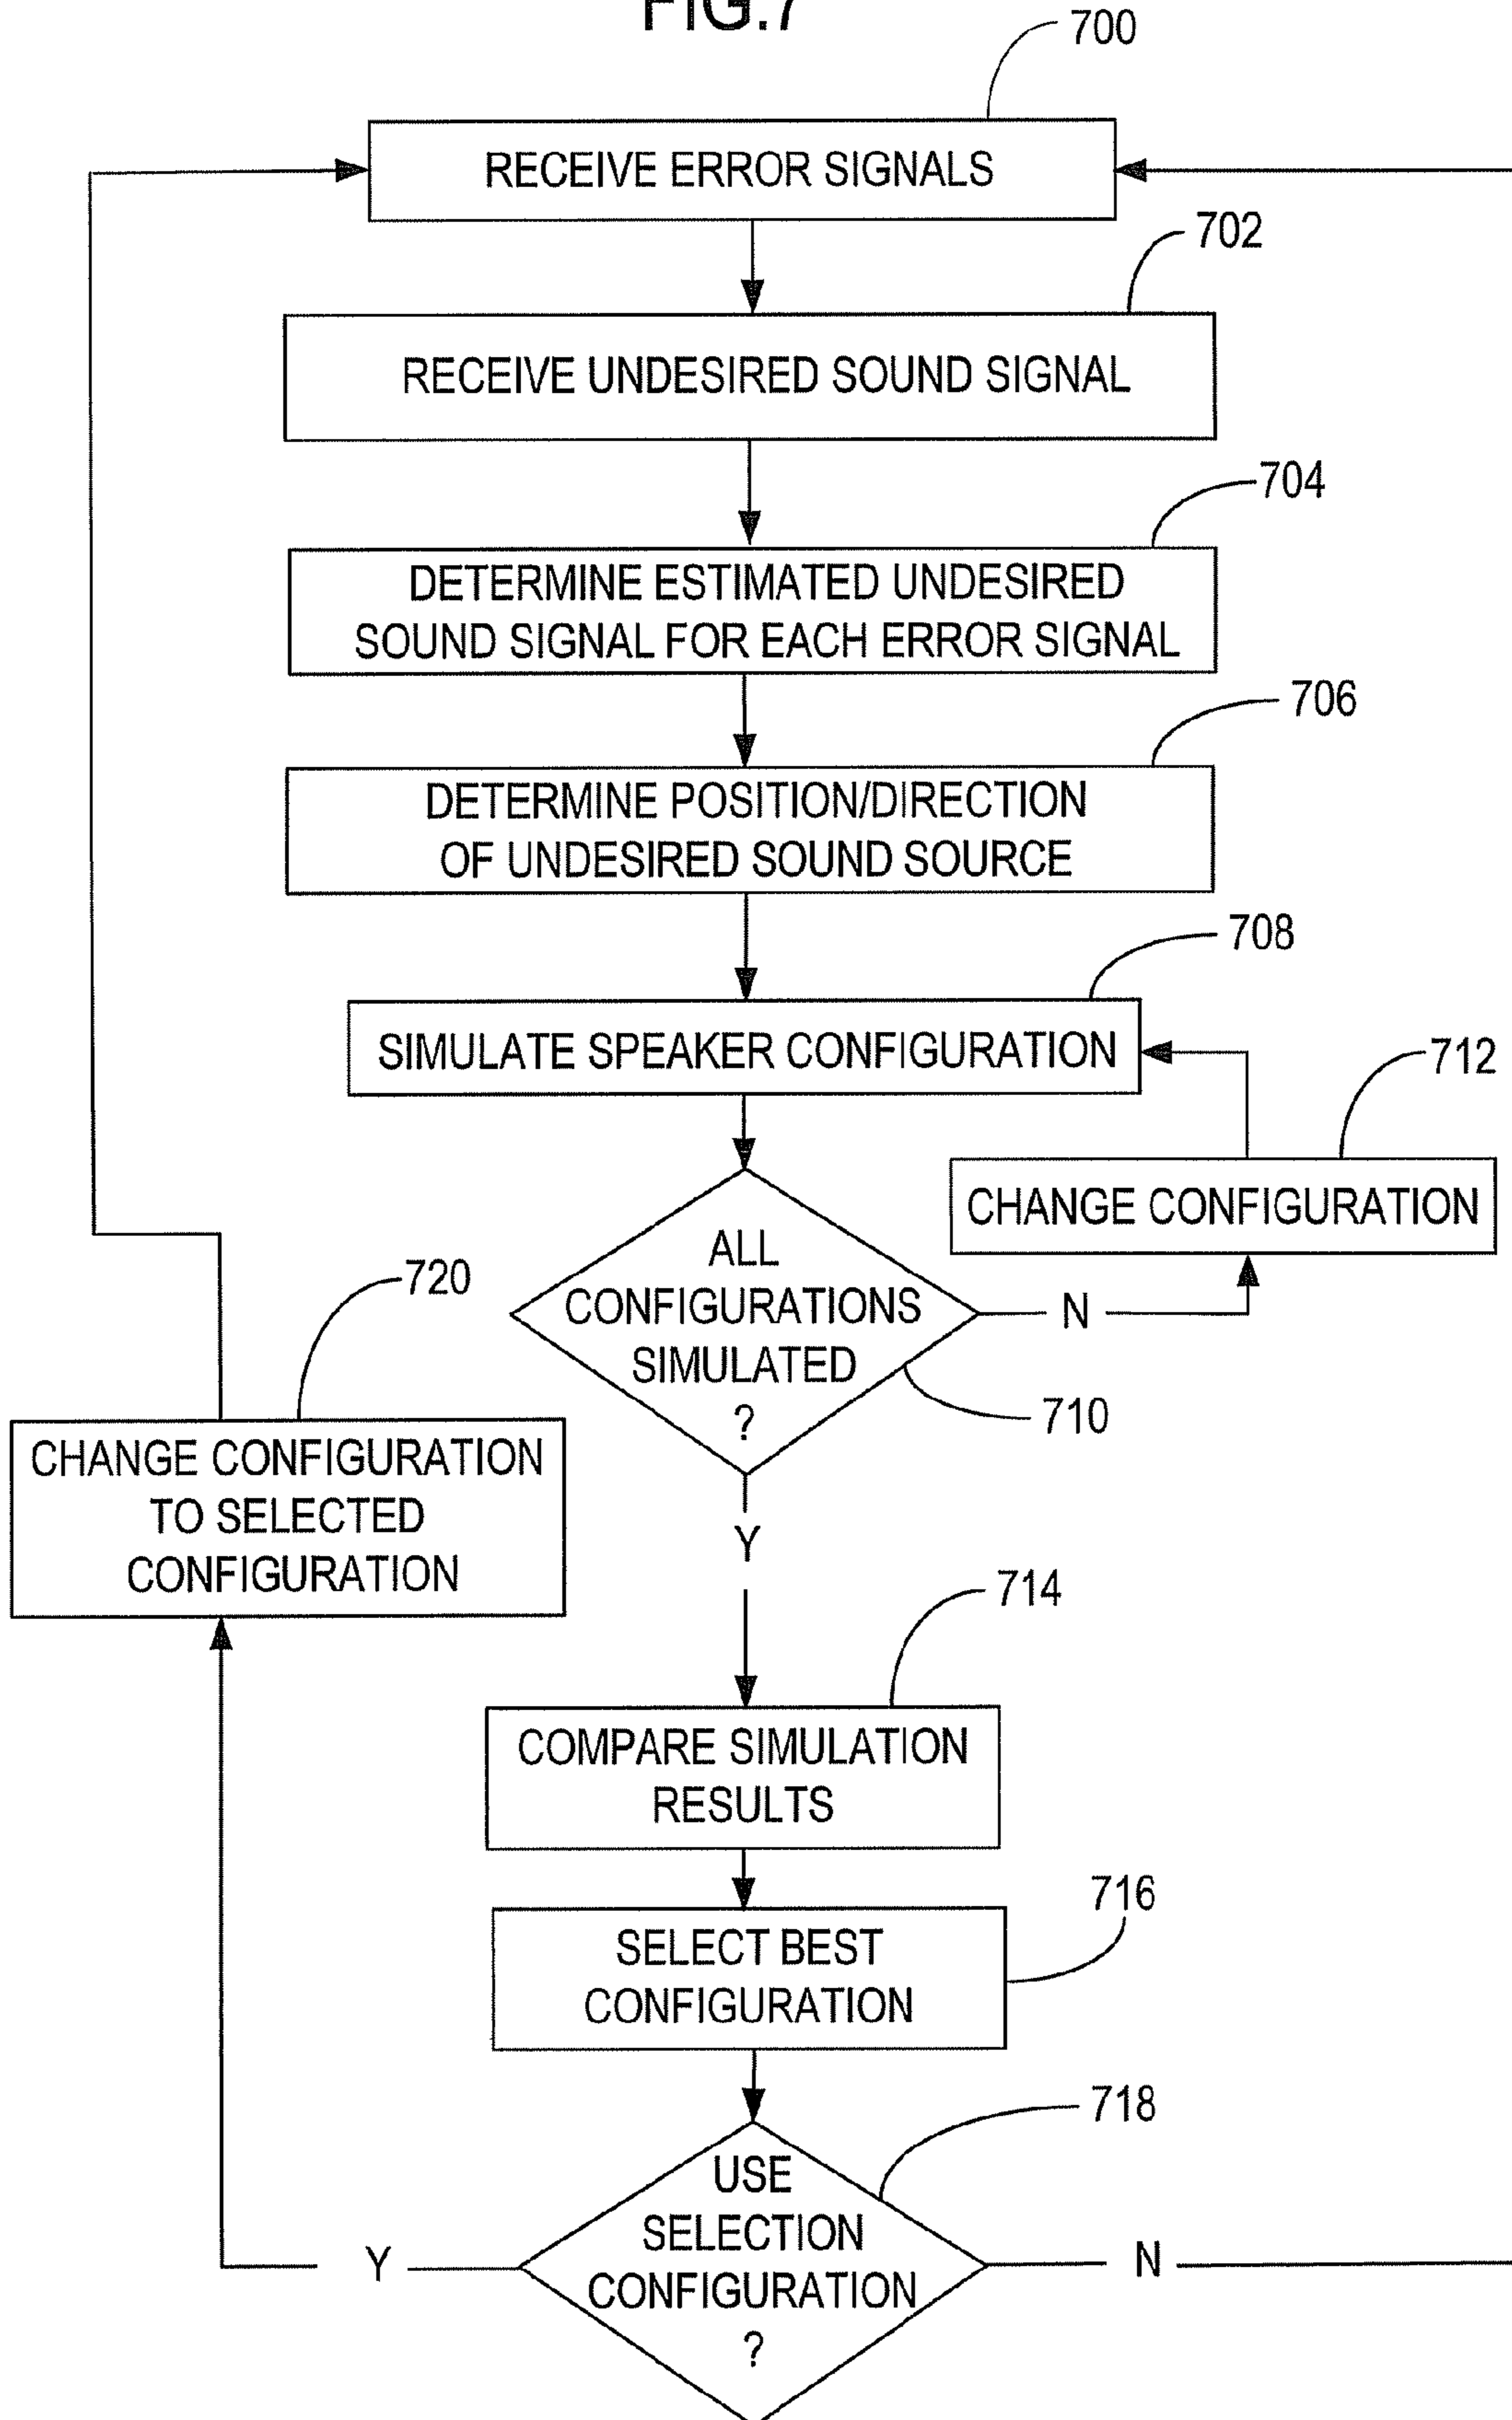 FIG.7
700
RECEIVE ERROR SIGNALS
702
RECEIVE UNDESIRED SOUND SIGNAL
704
DETERMINE ESTIMATED UNDESIRED
SOUND SIGNAL FOR EACH ERROR SIGNAL
706
DETERMINE POSITION/DIRECTION
OF UNDESIRED SOUND SOURCE
708
SIMULATE SPEAKER CONFIGURATION
712
CHANGE CONFIGURATION
ALL
CONFIGURATIONS
SIMULATED
?
N
710
720
CHANGE CONFIGURATION
TO SELECTED
CONFIGURATION
Y
714
COMPARE SIMULATION
RESULTS
716
SELECT BEST
CONFIGURATION
718
USE
SELECTION
CONFIGURATION
?
Y
N